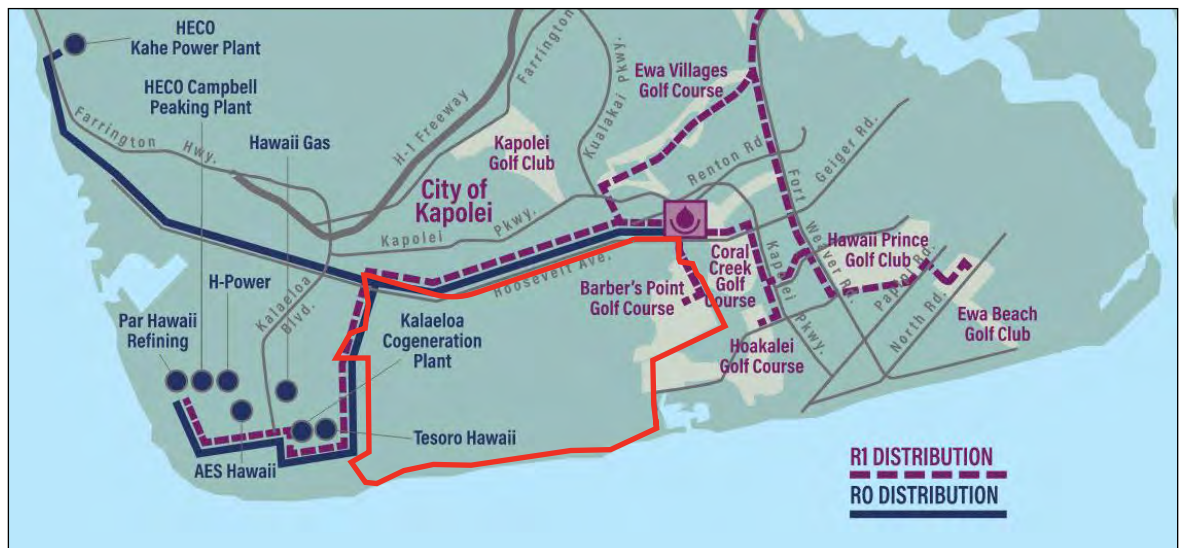 HECO
Kahe Power Plant
HECO Campbell
Peaking Plant
Farrington
Hwy.
Hawaii Gas
H-1 Freeway
Farrington
Kualakai Pkwy.
Ewa Villages
Golf Course
Kapolei
Golf Club
City of
Kapolei
Kapolei
Pkwy.
Renton Rd.
Geiger Rd.
Fort
Weaver Rd.
Roosevelt Ave.
H-Power
Kalaeloa
Blvd.
Par Hawaii
Refining
Kalaeloa
Cogeneration
Plant
Barber's Point
Golf Course
Coral
Creek
Golf
Course
Kapolei
Pkwy.
Hawaii Prince
Golf Club
Papipi Rd.
North Rd.
Ewa Beach
Golf Club
Hoakalei
Golf Course
AES Hawaii
Tesoro Hawaii
R1 DISTRIBUTION
RO DISTRIBUTION